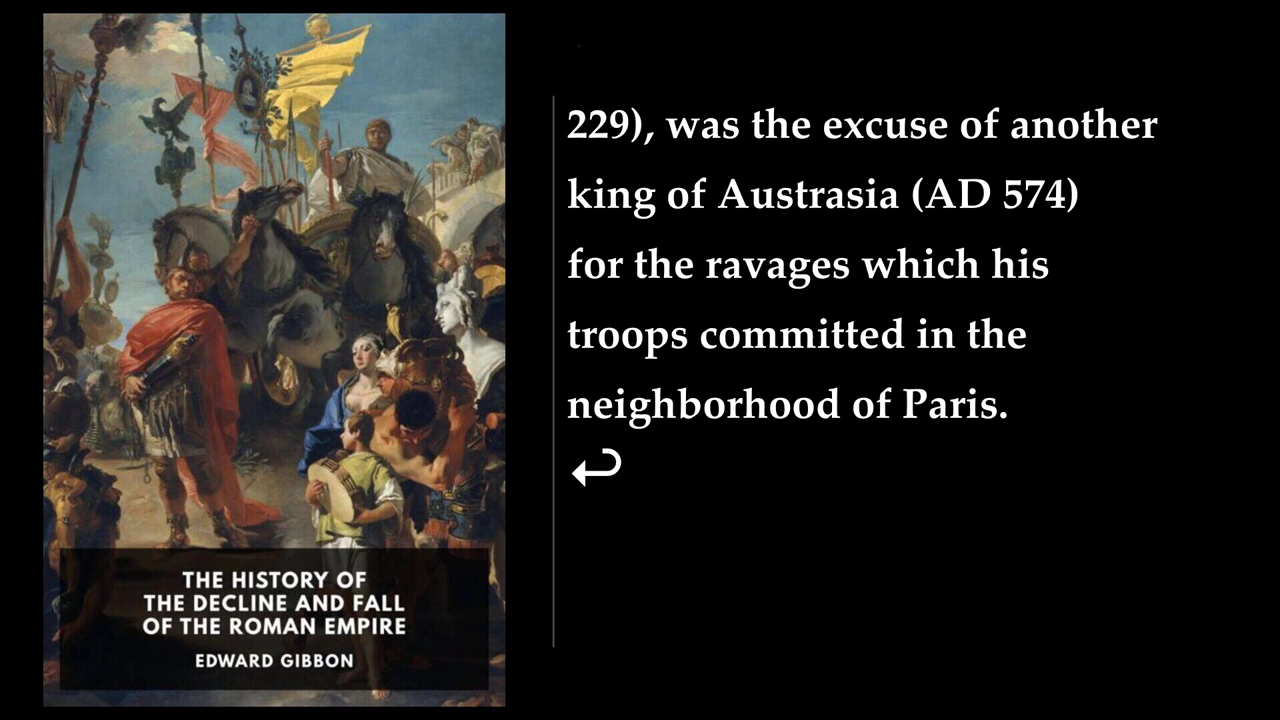 229), was the excuse of another
king of Austrasia (AD 574)
for the ravages which his
troops committed in the
neighborhood of Paris.
↩
THE HISTORY OF
THE DECLINE AND FALL
OF THE ROMAN EMPIRE
EDWARD GIBBON